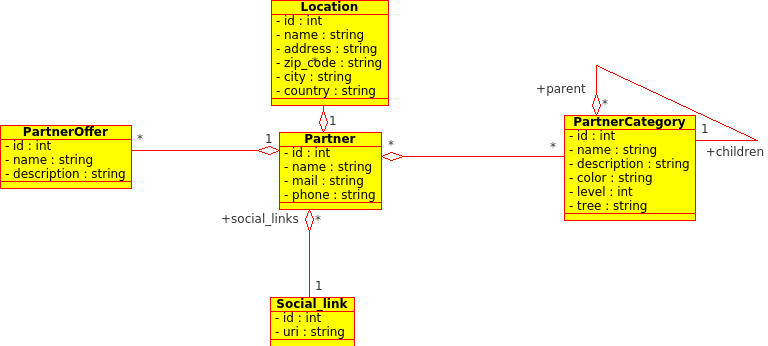 Location
- id : int
- name : string
- address : string
- zip_code : string
*
- city : string
- country : string
1
+parent
*
PartnerCategory
- id : int
- name : string
- description : string
- color : string
- level : int
- tree : string
1
+children
PartnerOffer
- id : int
- name : string
- description : string
*
1
Partner
- id : int
- name : string
- mail : string
- phone : string
*
*
+social_links
*
1
Social_link
- id : int
- uri : string